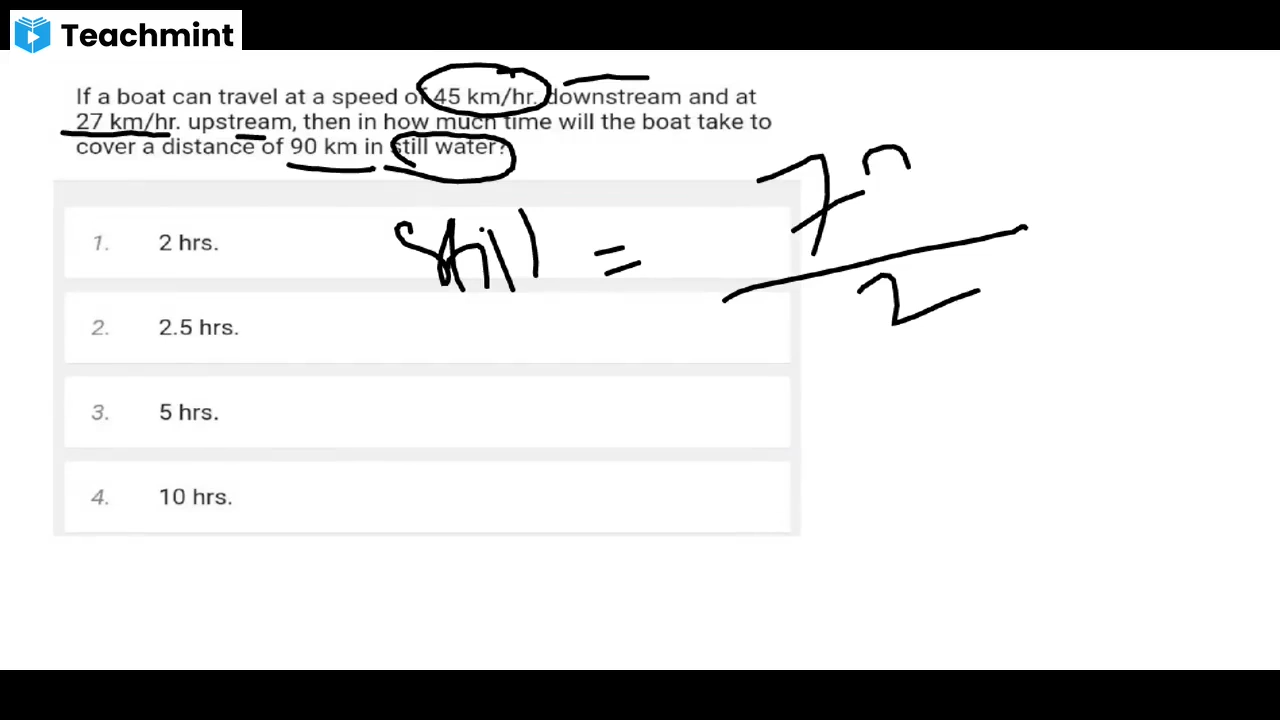 Teachmint
If a boat can travel at a speed of 45 km/hr. downstream and at
27 km/hr. upstream, then in how much time will the boat take to
cover a distance of 90 km in still water?
still = 7
2
1. 2 hrs.
2. 2.5 hrs.
3. 5 hrs.
4. 10 hrs.